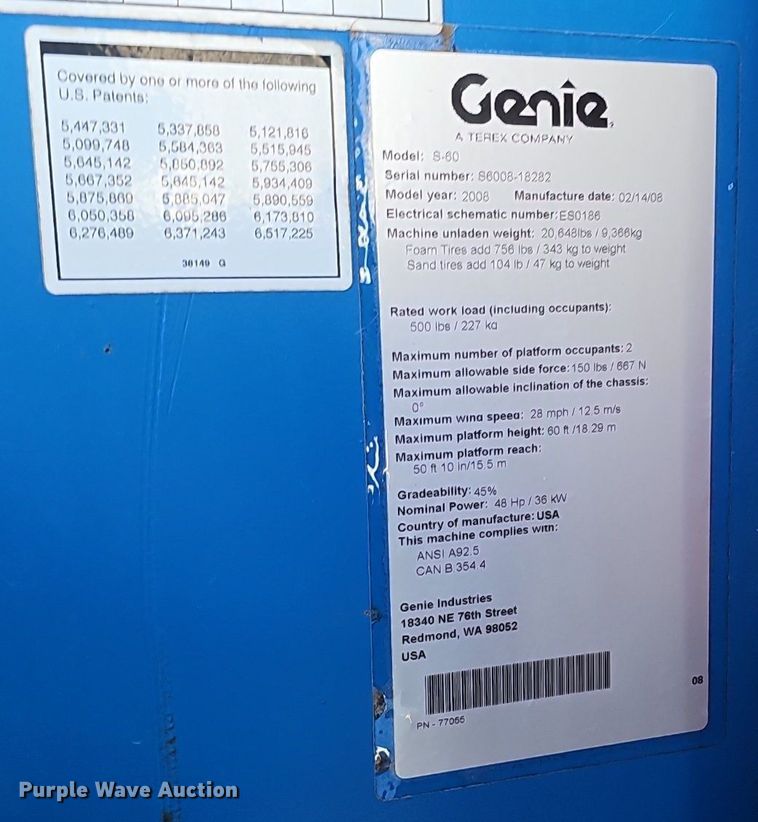 Covered by one or more of the following
U.S. Patents:
5,447,331 5,337,858 5,121,816
5,099,748 5,584,363 5,515,945
5,645,142 5,850,892 5,755,306
5,667,352 5,645,142 5,934,409
5,875,860 5,885,047 5,890,559
6,050,358 6,095,286 6,173,810
6,276,489 6,371,243 6,517,225
36149 G
Genie
A TEREX COMPANY
Model: S-60
Serial number: S6008-18282
Model year: 2008 Manufacture date: 02/14/08
Electrical schematic number: ES0186
Machine unladen weight: 20,648lbs / 9,366kg
Foam Tires add 756 lbs / 343 kg to weight
Sand tires add 104 lb / 47 kg to weight
Rated work load (including occupants):
500 lbs / 227 kg
Maximum number of platform occupants: 2
Maximum allowable side force: 150 lbs / 667 N
Maximum allowable inclination of the chassis:
0°
Maximum wind speed: 28 mph / 12.5 m/s
Maximum platform height: 60 ft /18.29 m
Maximum platform reach:
50 ft 10 in/15.5 m
Gradeability: 45%
Nominal Power: 48 Hp / 36 kW
Country of manufacture: USA
This machine complies with:
ANSI A92.5
CAN B 354.4
Genie Industries
18340 NE 76th Street
Redmond, WA 98052
USA
08
PN - 77055
Purple Wave Auction